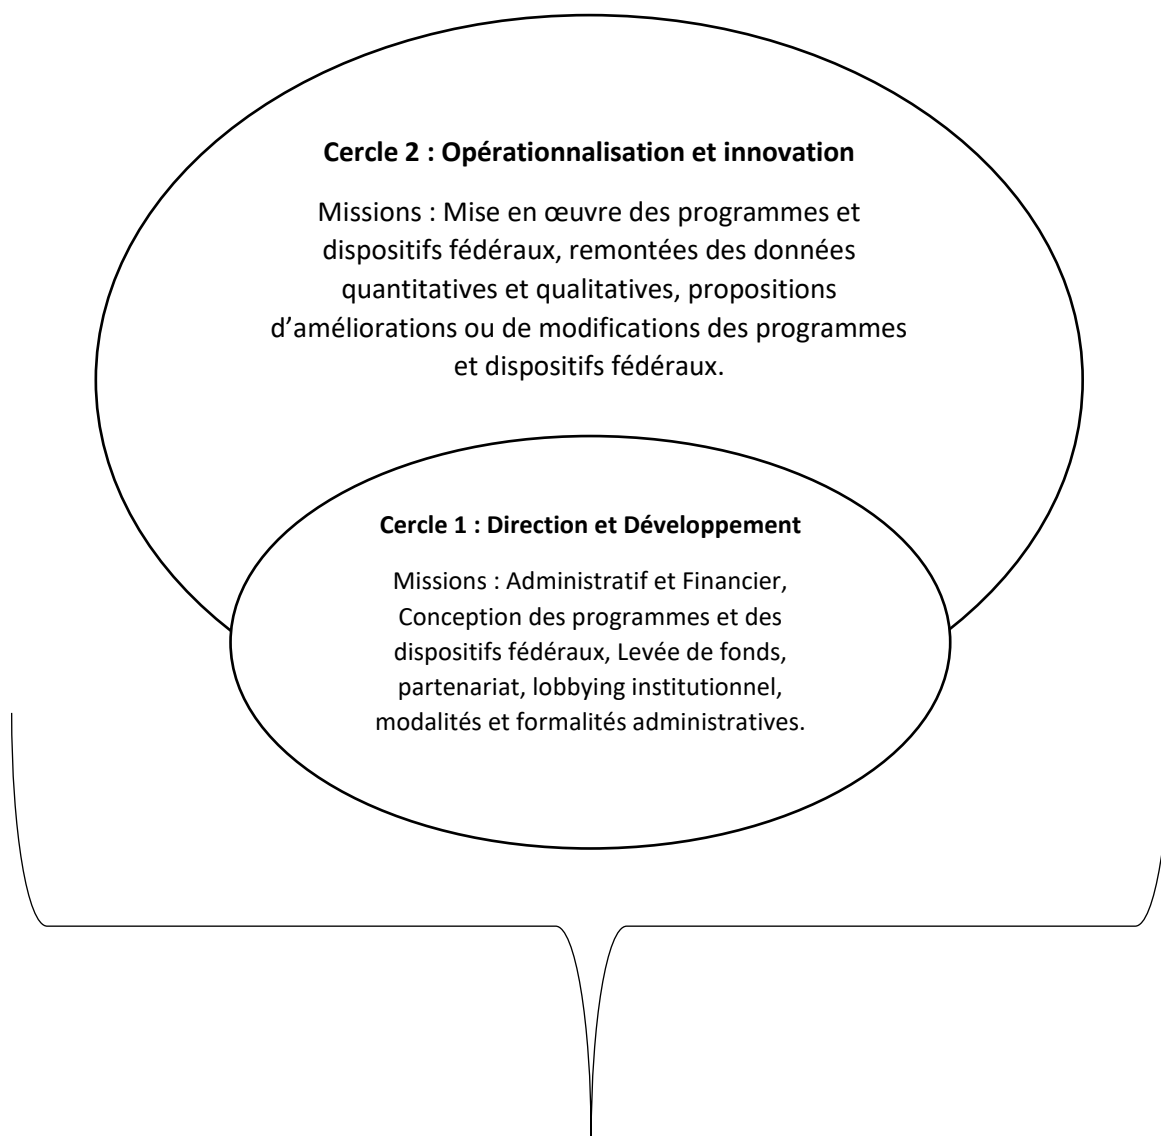 Cercle 2 : Opérationnalisation et innovation
Missions : Mise en œuvre des programmes et
dispositifs fédéraux, remontées des données
quantitatives et qualitatives, propositions
d’améliorations ou de modifications des programmes
et dispositifs fédéraux.
Cercle 1 : Direction et Développement
Missions : Administratif et Financier,
Conception des programmes et des
dispositifs fédéraux, Levée de fonds,
partenariat, lobbying institutionnel,
modalités et formalités administratives.